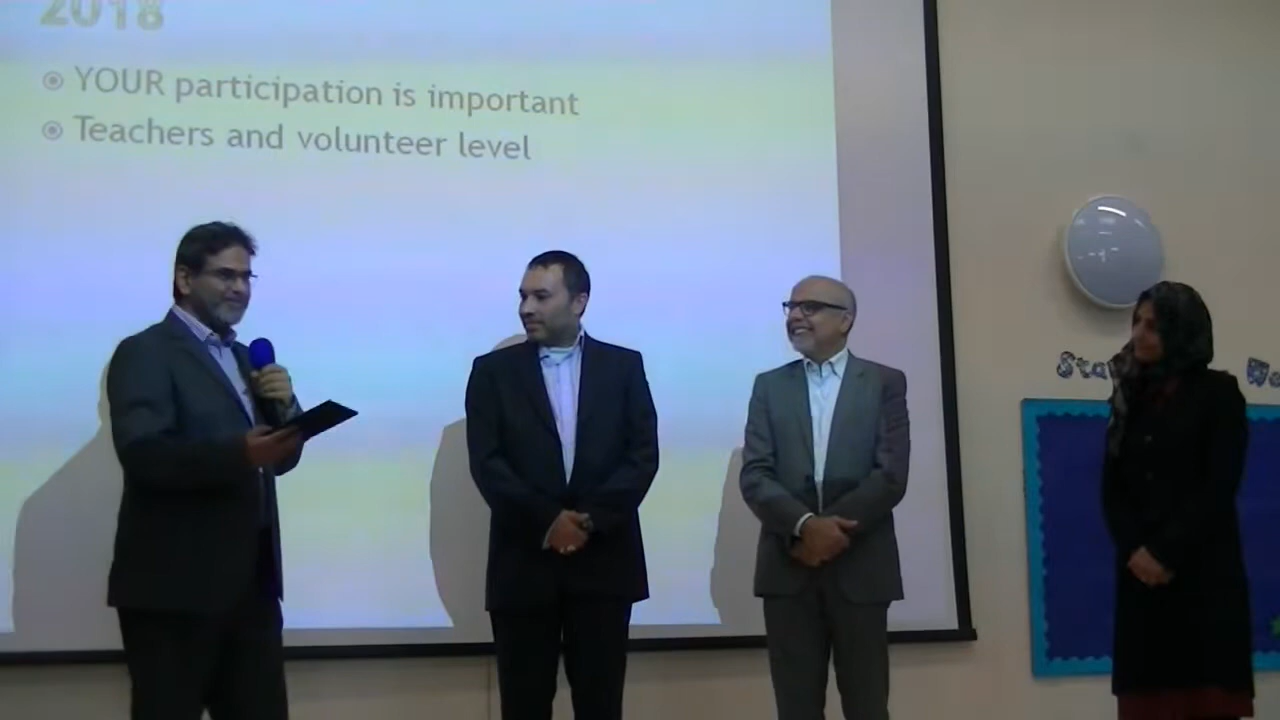 2018
YOUR participation is important
Teachers and volunteer level